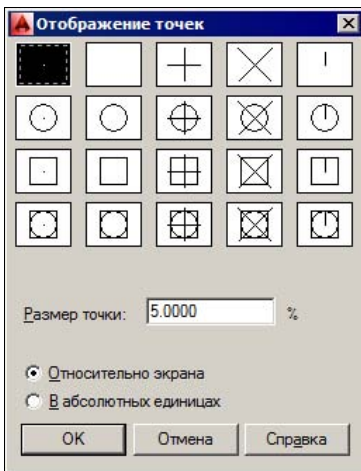 Отображение точек
Размер точки: 5.0000 %
Относительно экрана
В абсолютных единицах
OK Отмена Справка